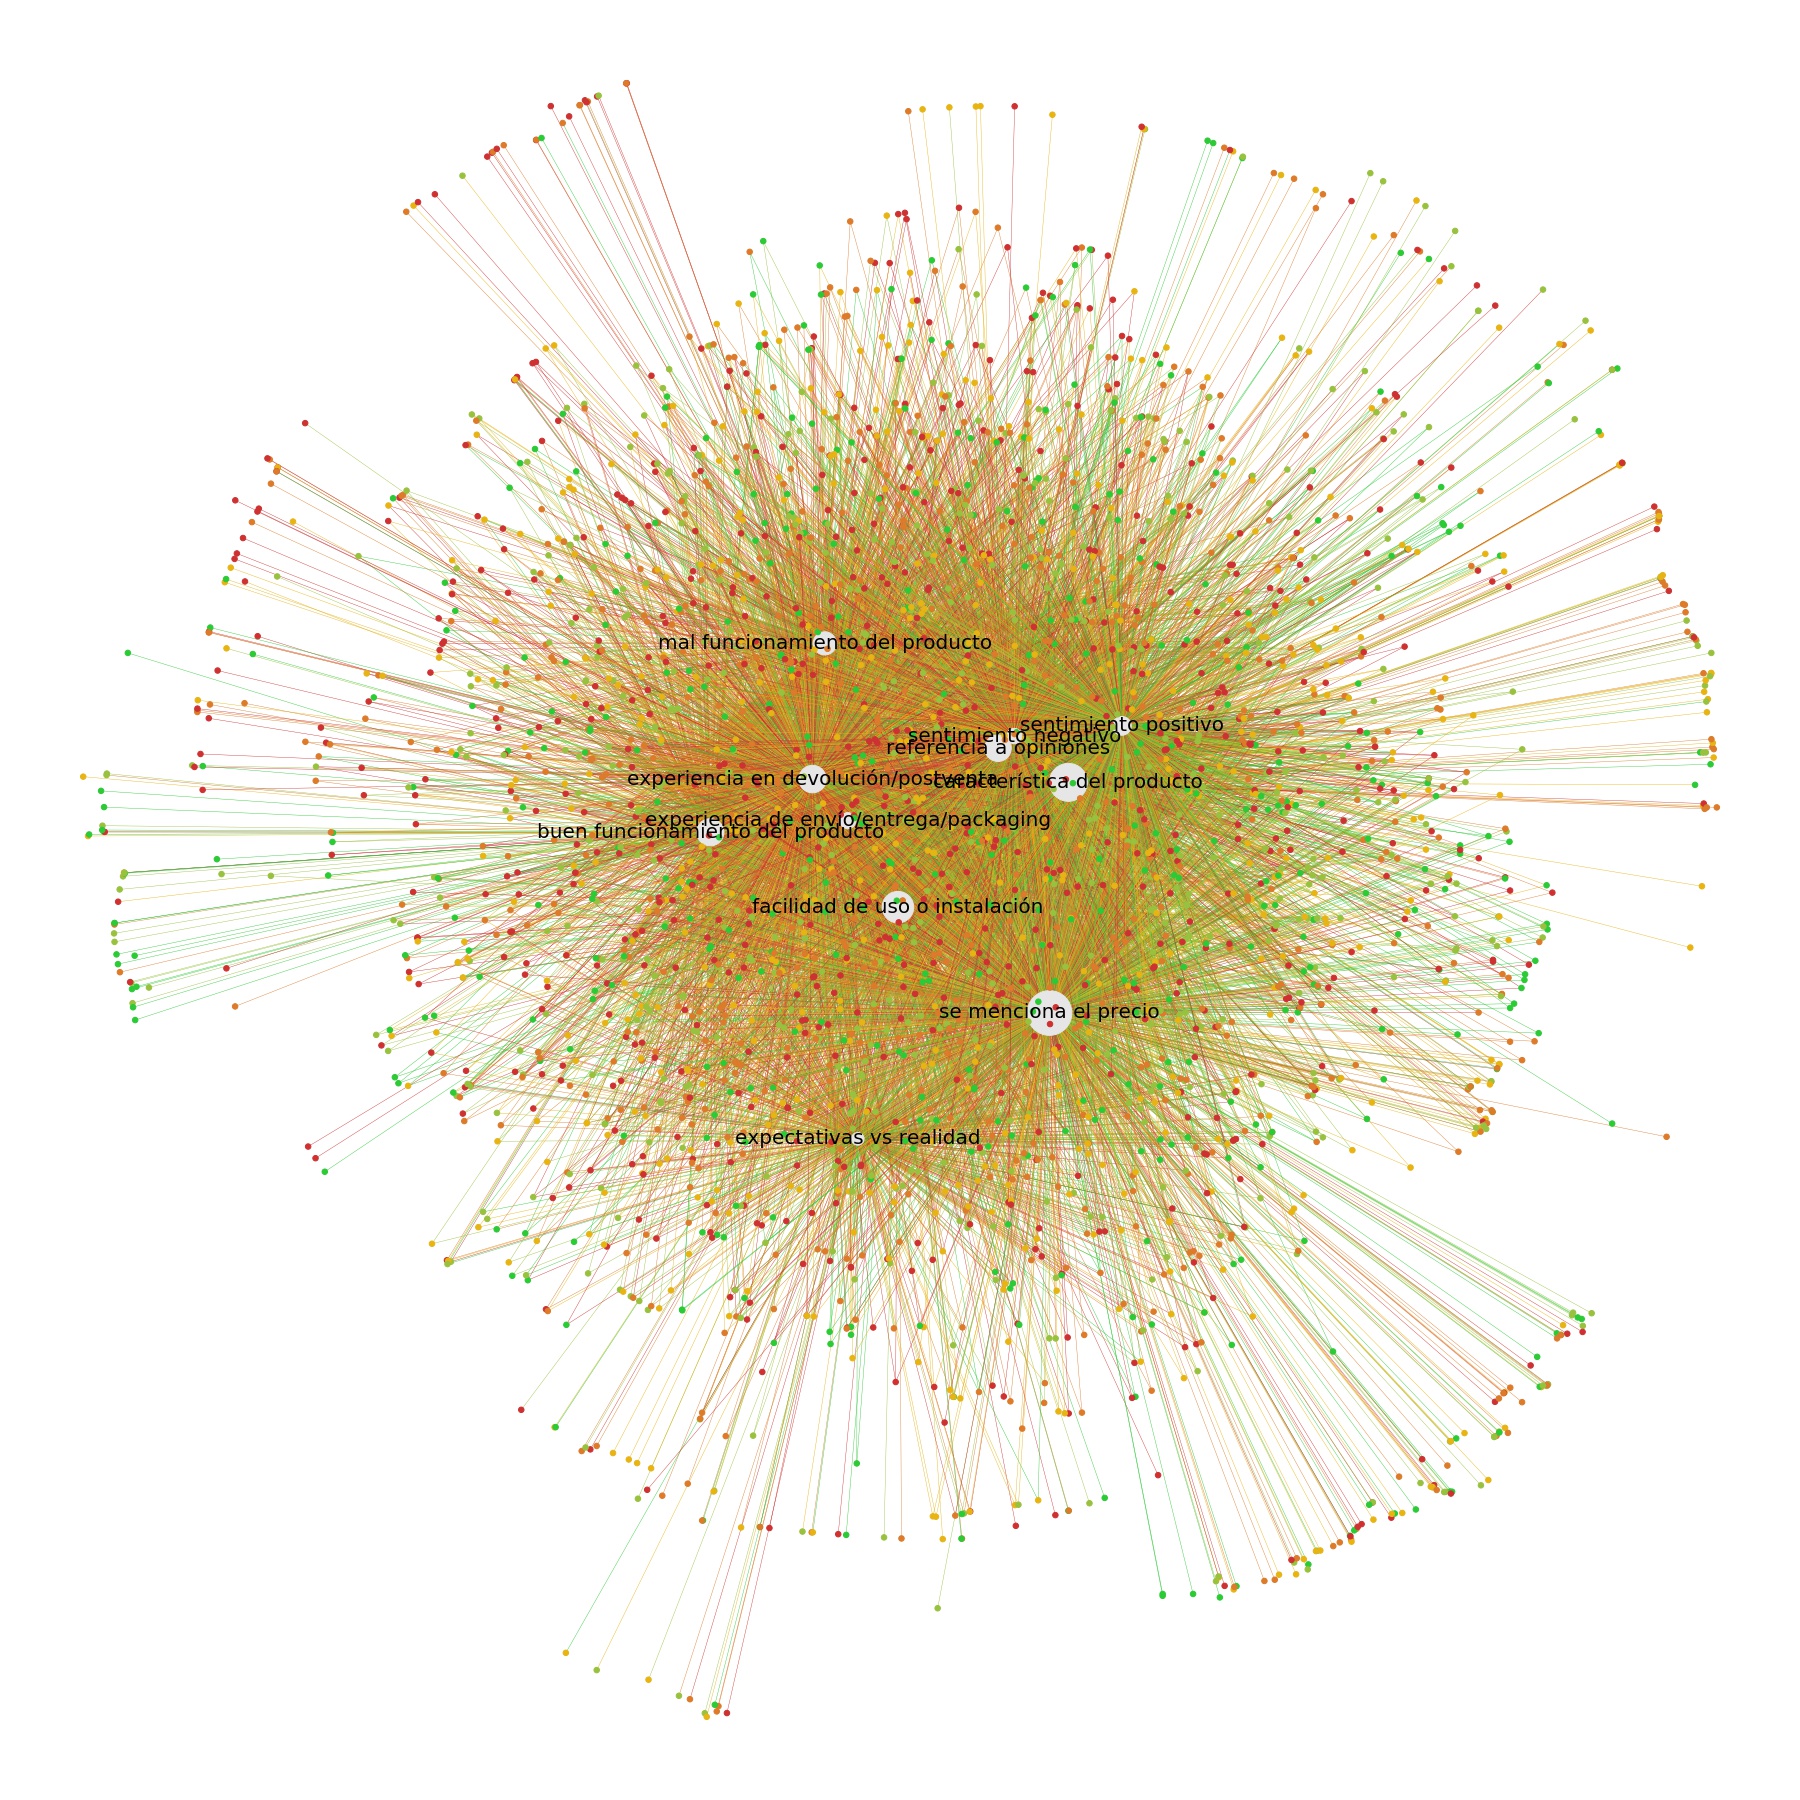 mal funcionamiento del producto
sentimiento positivo
sentimiento negativo
referencia a opiniones
experiencia en devolución/postventa
característica del producto
experiencia de envío/entrega/packaging
buen funcionamiento del producto
facilidad de uso o instalación
se menciona el precio
expectativas vs realidad